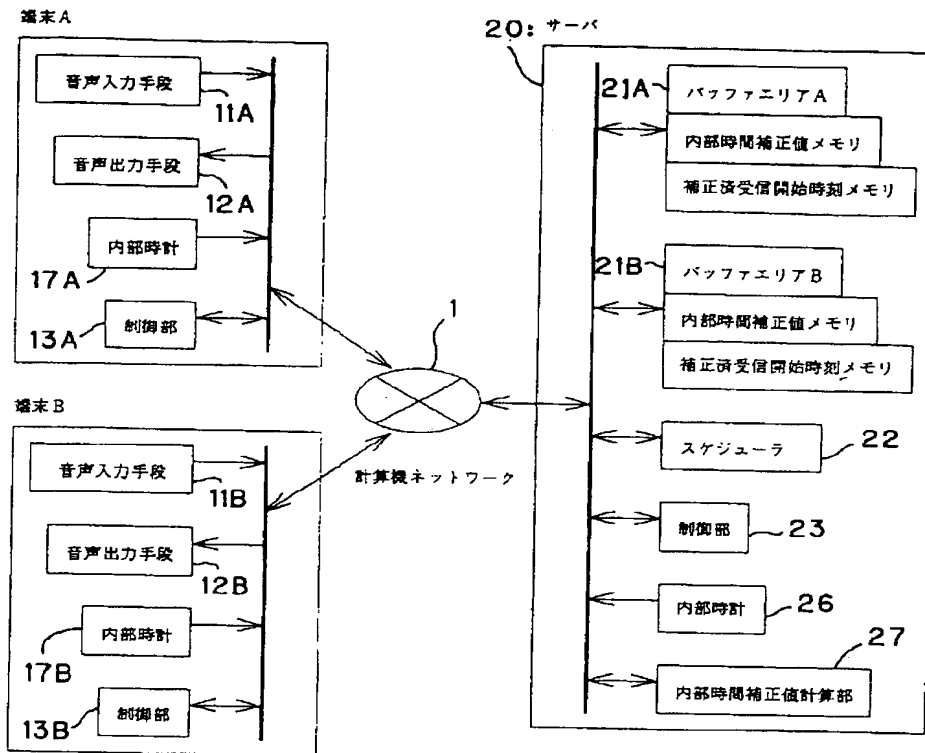 端末A
音声入力手段
11A
音声出力手段
12A
内部時計
17A
制御部
13A
端末B
音声入力手段
11B
音声出力手段
12B
内部時計
17B
制御部
13B
1
計算機ネットワーク
20: サーバ
21A
バッファエリアA
内部時間補正値メモリ
補正済受信開始時刻メモリ
21B
バッファエリアB
内部時間補正値メモリ
補正済受信開始時刻メモリ
スケジューラ
22
制御部
23
内部時計
26
27
内部時間補正値計算部